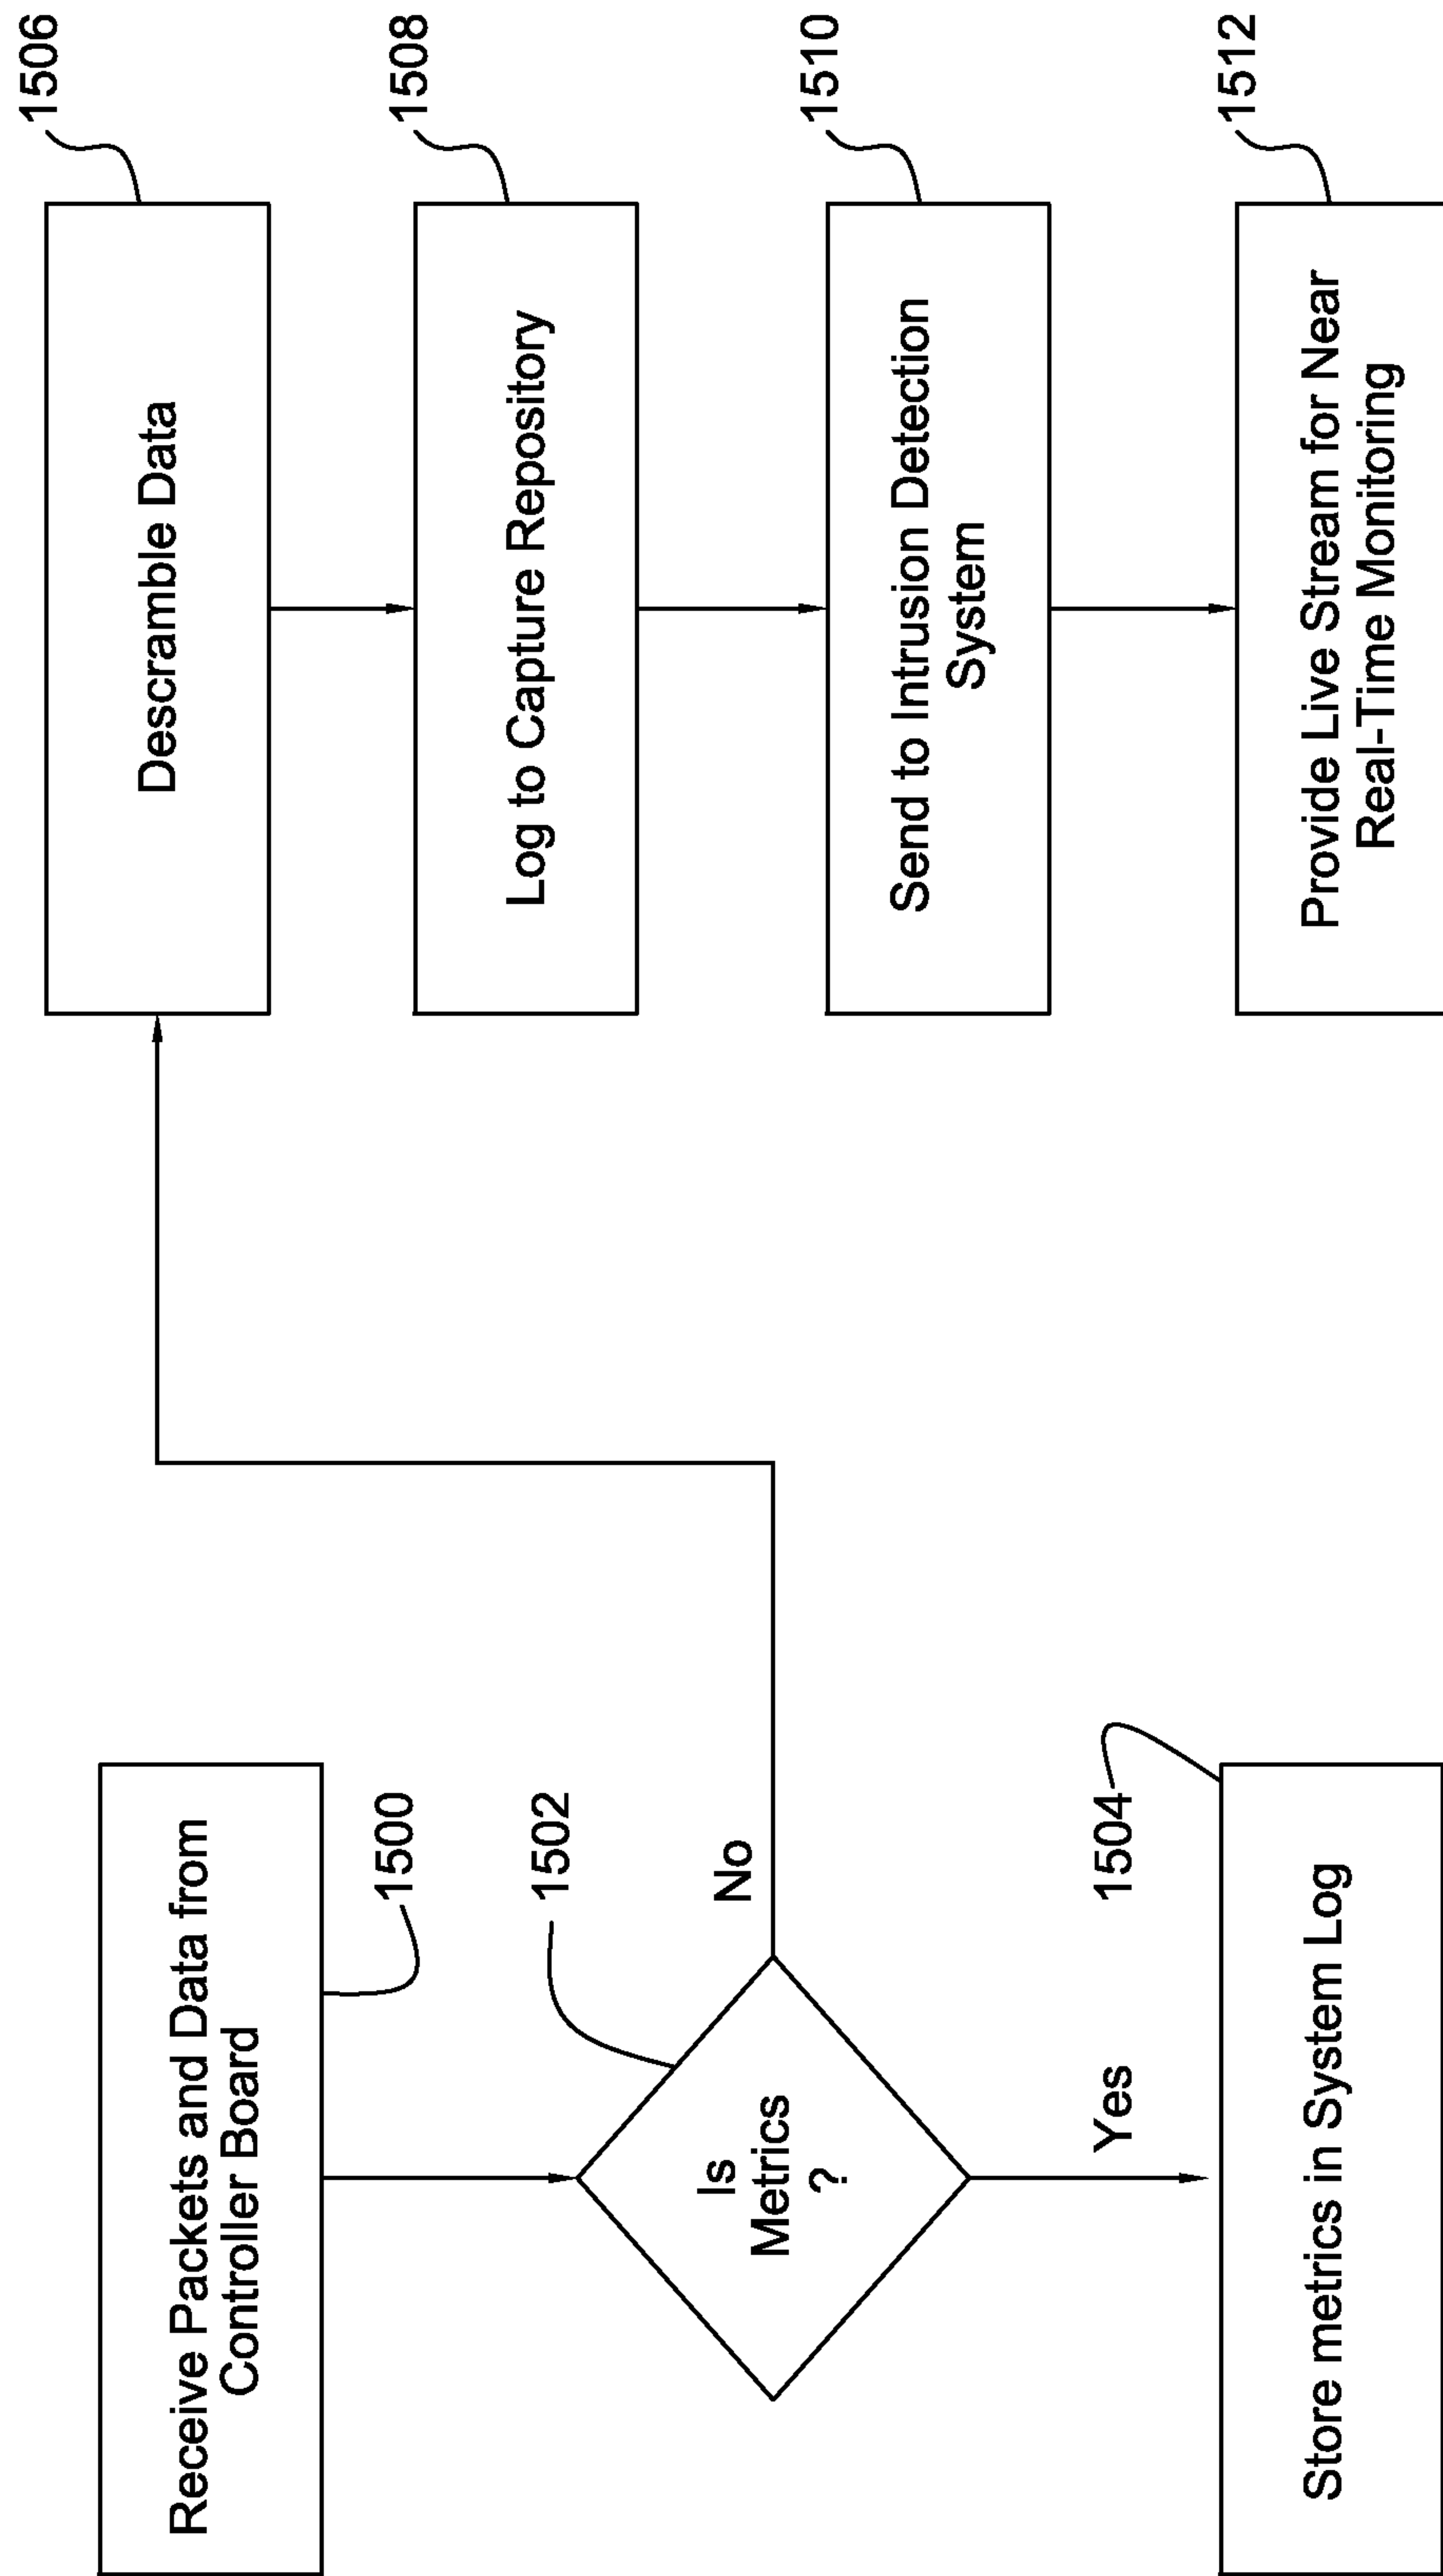 Receive Packets and Data from
Controller Board
1500
Is
Metrics
?
1502
No
Yes
1504
Store metrics in System Log
1506
Descramble Data
1508
Log to Capture Repository
1510
Send to Intrusion Detection
System
1512
Provide Live Stream for Near
Real-Time Monitoring